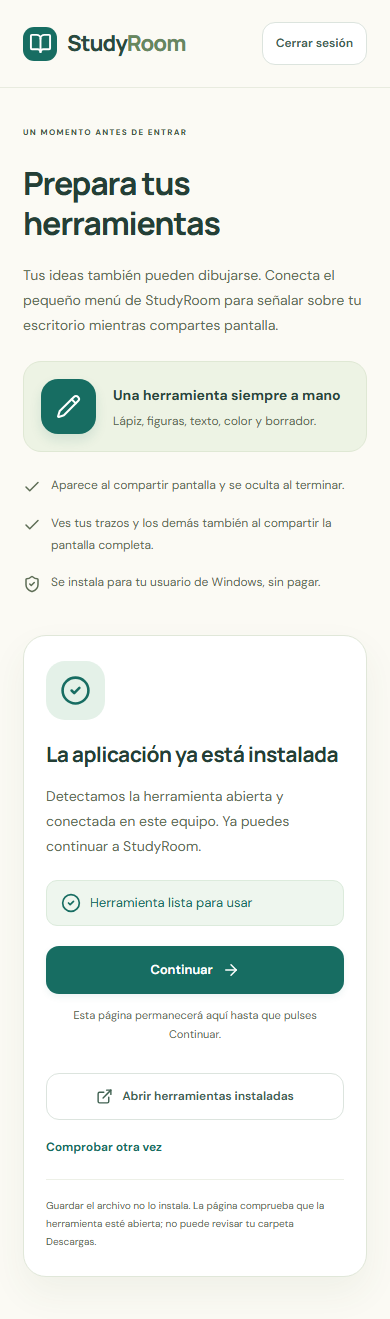 StudyRoom
Cerrar sesión
UN MOMENTO ANTES DE ENTRAR
Prepara tus
herramientas
Tus ideas también pueden dibujarse. Conecta el
pequeño menú de StudyRoom para señalar sobre tu
escritorio mientras compartes pantalla.
Una herramienta siempre a mano
Lápiz, figuras, texto, color y borrador.
Aparece al compartir pantalla y se oculta al terminar.
Ves tus trazos y los demás también al compartir la
pantalla completa.
Se instala para tu usuario de Windows, sin pagar.
La aplicación ya está instalada
Detectamos la herramienta abierta y
conectada en este equipo. Ya puedes
continuar a StudyRoom.
Herramienta lista para usar
Continuar
Esta página permanecerá aquí hasta que pulses
Continuar.
Abrir herramientas instaladas
Comprobar otra vez
Guardar el archivo no lo instala. La página comprueba que la
herramienta esté abierta; no puede revisar tu carpeta
Descargas.